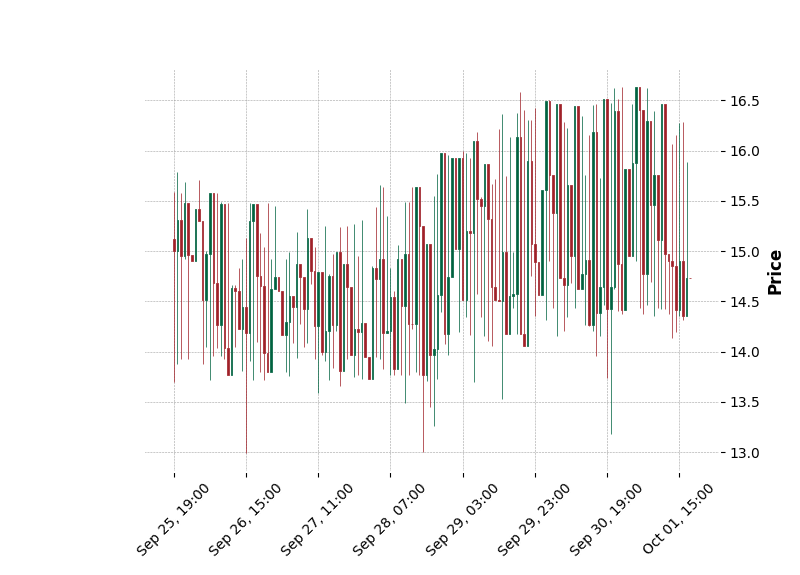 16.5
16.0
15.5
15.0
14.5
14.0
13.5
13.0
Price
Sep 25, 19:00
Sep 26, 15:00
Sep 27, 11:00
Sep 28, 07:00
Sep 29, 03:00
Sep 29, 23:00
Sep 30, 19:00
Oct 01, 15:00